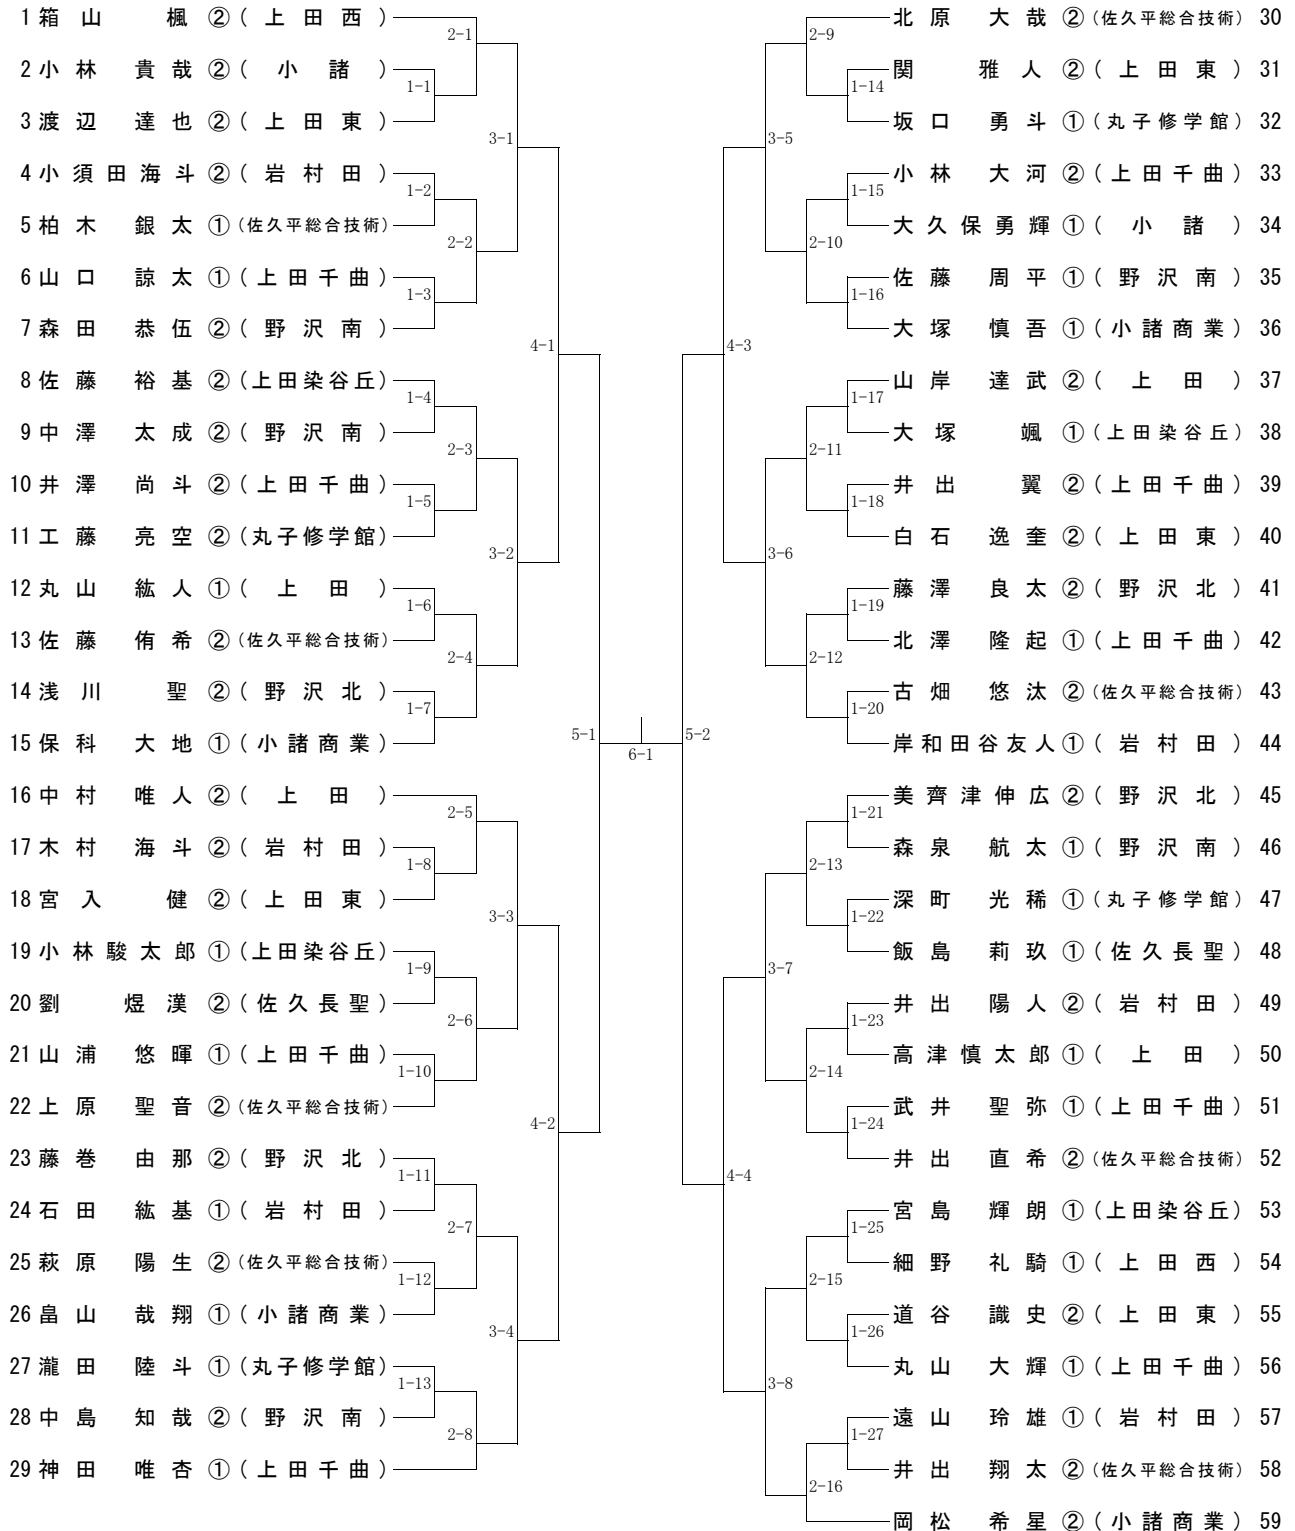 1 箱山 楓 ② (上田西)
2 小林 貴哉 ② (小諸)
3 渡辺 達也 ② (上田東)
4 小須田海斗 ② (岩村田)
5 柏木 銀太 ① (佐久平総合技術)
6 山口 諒太 ① (上田千曲)
7 森田 恭伍 ② (野沢南)
8 佐藤 裕基 ② (上田染谷丘)
9 中澤 太成 ② (野沢南)
10 井澤 尚斗 ② (上田千曲)
11 工藤 亮空 ② (丸子修学館)
12 丸山 紘人 ① (上田)
13 佐藤 侑希 ② (佐久平総合技術)
14 浅川 聖 ② (野沢北)
15 保科 大地 ① (小諸商業)
16 中村 唯人 ② (上田)
17 木村 海斗 ② (岩村田)
18 宮入 健 ② (上田東)
19 小林駿太郎 ① (上田染谷丘)
20 劉 煜漢 ② (佐久長聖)
21 山浦 悠暉 ① (上田千曲)
22 上原 聖音 ② (佐久平総合技術)
23 藤巻 由那 ② (野沢北)
24 石田 紘基 ① (岩村田)
25 萩原 陽生 ② (佐久平総合技術)
26 畠山 哉翔 ① (小諸商業)
27 瀧田 陸斗 ① (丸子修学館)
28 中島 知哉 ② (野沢南)
29 神田 唯杏 ① (上田千曲)
1-1
1-2
1-3
1-4
1-5
1-6
1-7
1-8
1-9
1-10
1-11
1-12
1-13
2-1
2-2
2-3
2-4
2-5
2-6
2-7
2-8
3-1
3-2
3-3
3-4
4-1
4-2
5-1
6-1
5-2
4-3
4-4
3-5
3-6
3-7
3-8
2-9
2-10
2-11
2-12
2-13
2-14
2-15
2-16
1-14
1-15
1-16
1-17
1-18
1-19
1-20
1-21
1-22
1-23
1-24
1-25
1-26
1-27
北原 大哉 ② (佐久平総合技術) 30
関 雅人 ② (上田東) 31
坂口 勇斗 ① (丸子修学館) 32
小林 大河 ② (上田千曲) 33
大久保勇輝 ① (小諸) 34
佐藤 周平 ① (野沢南) 35
大塚 慎吾 ① (小諸商業) 36
山岸 達武 ② (上田) 37
大塚 颯 ① (上田染谷丘) 38
井出 翼 ② (上田千曲) 39
白石 逸奎 ② (上田東) 40
藤澤 良太 ② (野沢北) 41
北澤 隆起 ① (上田千曲) 42
古畑 悠汰 ② (佐久平総合技術) 43
岸和田谷友人 ① (岩村田) 44
美齊津伸広 ② (野沢北) 45
森泉 航太 ① (野沢南) 46
深町 光稀 ① (丸子修学館) 47
飯島 莉玖 ① (佐久長聖) 48
井出 陽人 ② (岩村田) 49
高津慎太郎 ① (上田) 50
武井 聖弥 ① (上田千曲) 51
井出 直希 ② (佐久平総合技術) 52
宮島 輝朗 ① (上田染谷丘) 53
細野 礼騎 ① (上田西) 54
道谷 識史 ② (上田東) 55
丸山 大輝 ① (上田千曲) 56
遠山 玲雄 ① (岩村田) 57
井出 翔太 ② (佐久平総合技術) 58
岡松 希星 ② (小諸商業) 59